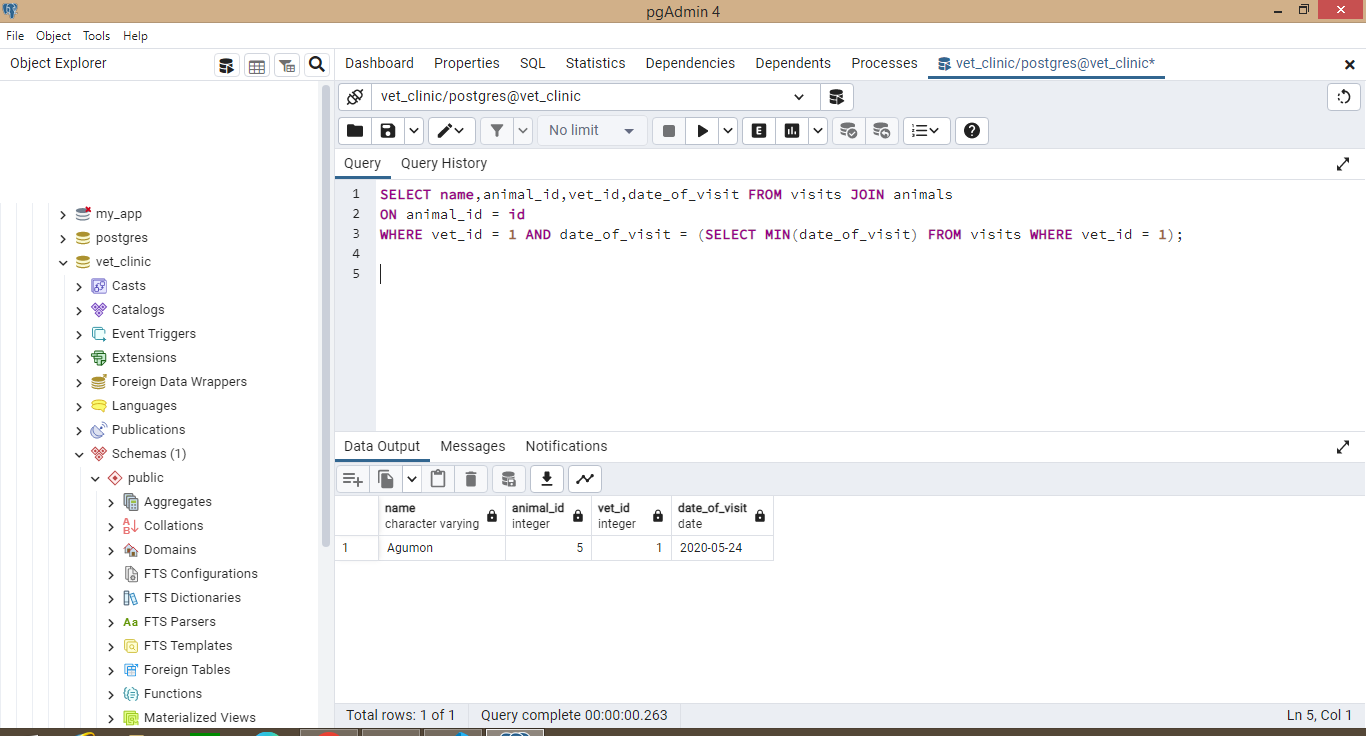 pgAdmin 4
File Object Tools Help
Object Explorer
Dashboard Properties SQL Statistics Dependencies Dependents Processes vet_clinic/postgres@vet_clinic*
vet_clinic/postgres@vet_clinic
No limit
E
Query Query History
1 SELECT name,animal_id,vet_id,date_of_visit FROM visits JOIN animals
2 ON animal_id = id
3 WHERE vet_id = 1 AND date_of_visit = (SELECT MIN(date_of_visit) FROM visits WHERE vet_id = 1);
4
5
my_app
postgres
vet_clinic
Casts
Catalogs
Event Triggers
Extensions
Foreign Data Wrappers
Languages
Publications
Schemas (1)
public
Aggregates
Collations
Domains
FTS Configurations
FTS Dictionaries
Aa FTS Parsers
FTS Templates
Foreign Tables
Functions
Materialized Views
Data Output Messages Notifications
name animal_id vet_id date_of_visit
character varying integer integer date
1 Agumon 5 1 2020-05-24
Total rows: 1 of 1 Query complete 00:00:00.263 Ln 5, Col 1